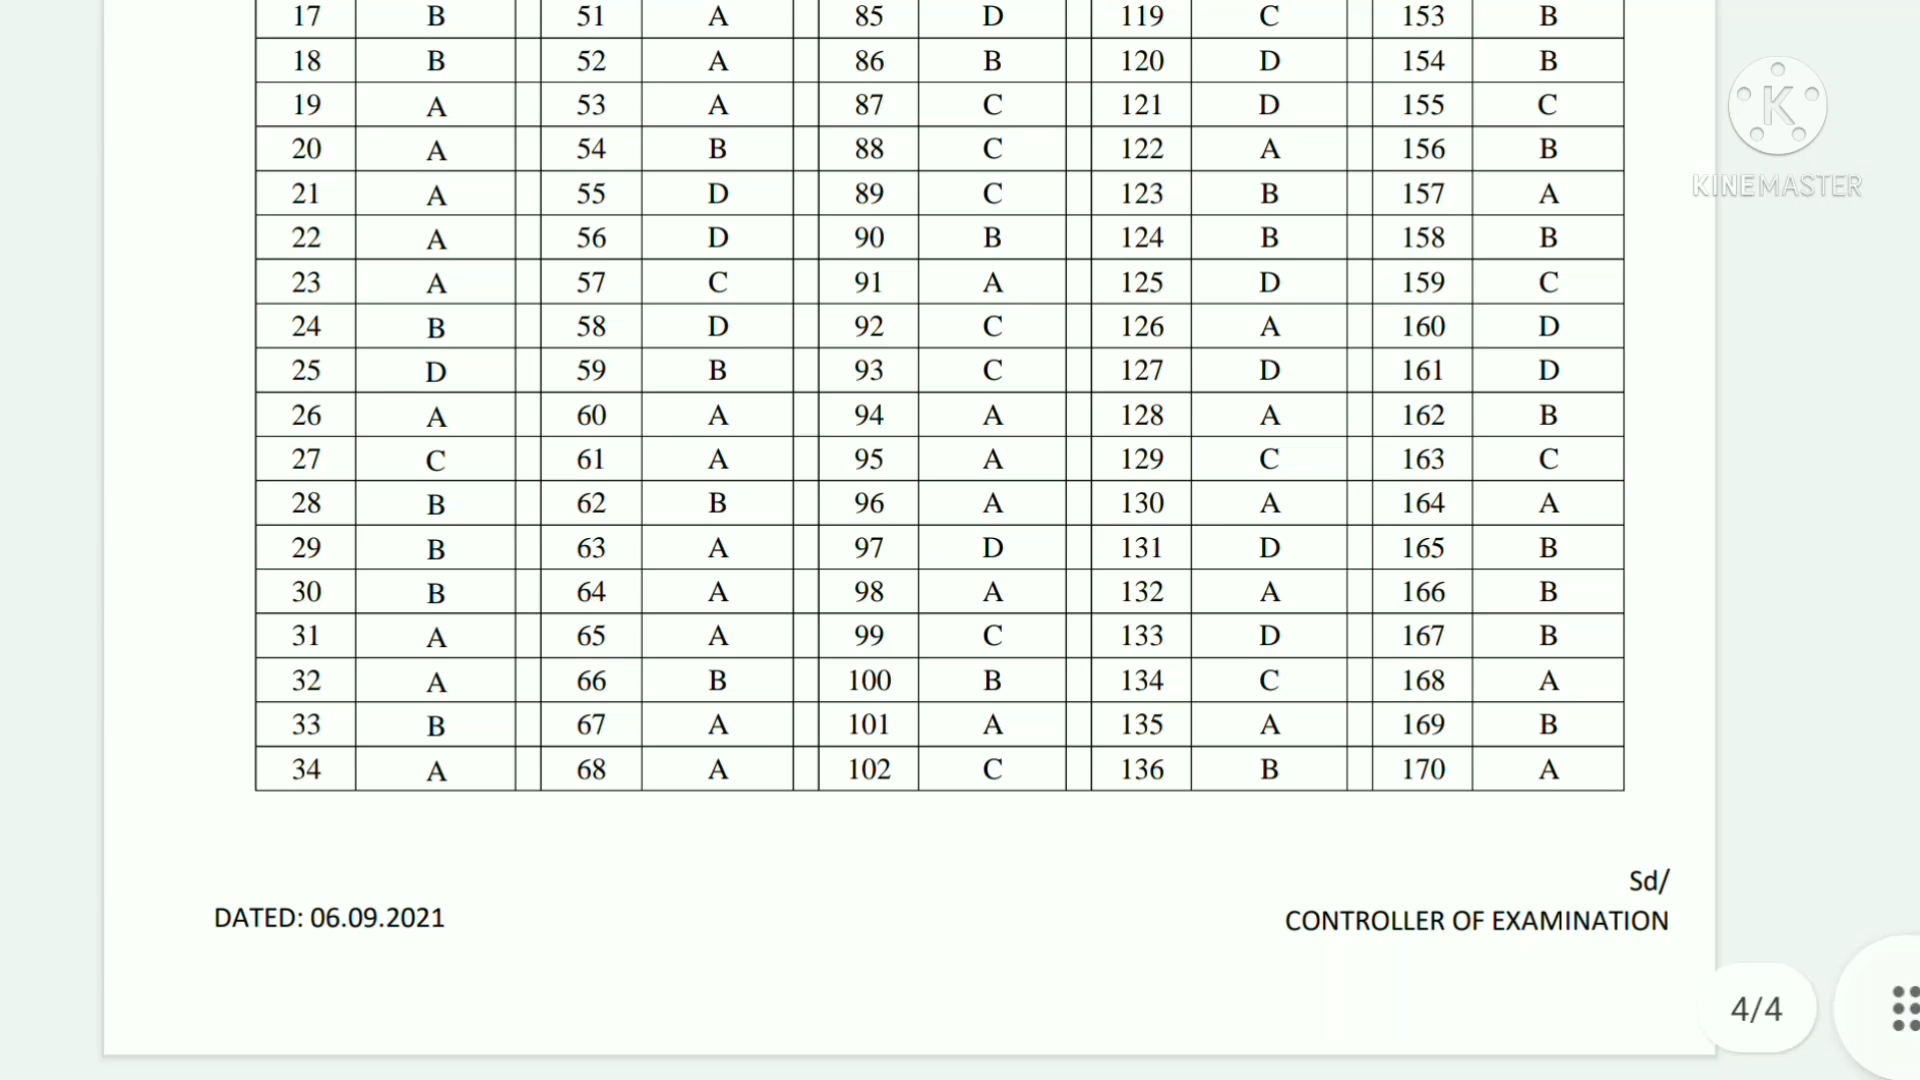 17 B 51 A 85 D 119 C 153 B
18 B 52 A 86 B 120 D 154 B
19 A 53 A 87 C 121 D 155 C
20 A 54 B 88 C 122 A 156 B
21 A 55 D 89 C 123 B 157 A
22 A 56 D 90 B 124 B 158 B
23 A 57 C 91 A 125 D 159 C
24 B 58 D 92 C 126 A 160 D
25 D 59 B 93 C 127 D 161 D
26 A 60 A 94 A 128 A 162 B
27 C 61 A 95 A 129 C 163 C
28 B 62 B 96 A 130 A 164 A
29 B 63 A 97 D 131 D 165 B
30 B 64 A 98 A 132 A 166 B
31 A 65 A 99 C 133 D 167 B
32 A 66 B 100 B 134 C 168 A
33 B 67 A 101 A 135 A 169 B
34 A 68 A 102 C 136 B 170 A
Sd/
DATED: 06.09.2021 CONTROLLER OF EXAMINATION
4/4
K
KINEMASTER